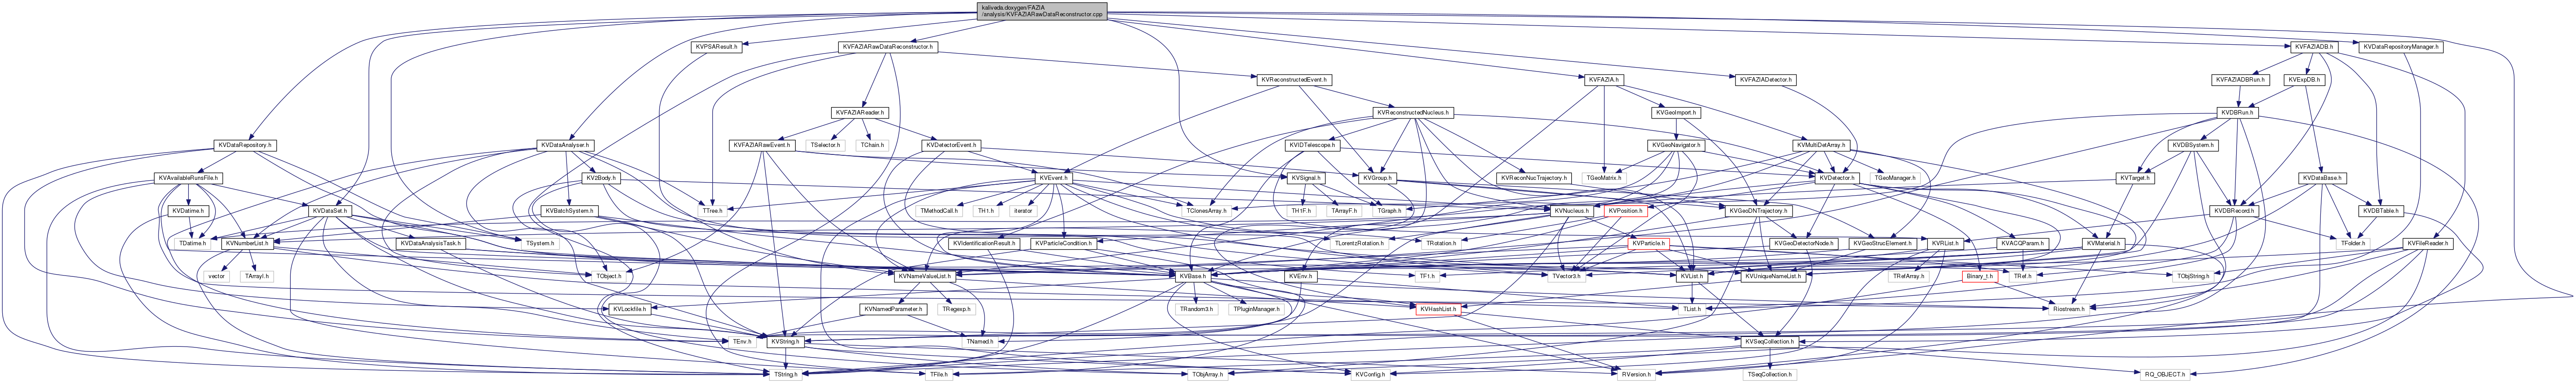 kaliveda.doxygen/FAZIA
/analysis/KVFAZIARawDataReconstructor.cpp
KVPSAResult.h
KVFAZIARawDataReconstructor.h
KVFAZIADB.h
KVDataRepositoryManager.h
KVReconstructedEvent.h
KVFAZIA.h
KVFAZIADetector.h
KVFAZIADBRun.h
KVExpDB.h
KVFAZIAReader.h
KVReconstructedNucleus.h
KVGeoImport.h
KVDBRun.h
KVDataRepository.h
KVDataAnalyser.h
KVFAZIARawEvent.h
TSelector.h
TChain.h
KVDetectorEvent.h
KVIDTelescope.h
KVGeoNavigator.h
KVMultiDetArray.h
KVDBSystem.h
KVAvailableRunsFile.h
KV2Body.h
KVEvent.h
KVSignal.h
KVGroup.h
KVReconNucTrajectory.h
TGeoMatrix.h
KVDetector.h
TGeoManager.h
KVTarget.h
KVDataBase.h
KVDatime.h
KVDataSet.h
KVBatchSystem.h
TTree.h
TMethodCall.h
TH1.h
iterator
TClonesArray.h
TH1F.h
TArrayF.h
TGraph.h
KVNucleus.h
KVPosition.h
KVGeoDNTrajectory.h
KVDBRecord.h
KVDBTable.h
TDatime.h
KVNumberList.h
KVDataAnalysisTask.h
TSystem.h
KVIdentificationResult.h
KVParticleCondition.h
TLorentzRotation.h
TRotation.h
KVParticle.h
KVGeoDetectorNode.h
KVGeoStrucElement.h
KVRList.h
KVACQParam.h
KVMaterial.h
TFolder.h
KVFileReader.h
vector
TArrayI.h
TObject.h
KVNameValueList.h
KVBase.h
KVEnv.h
TF1.h
TVector3.h
KVList.h
KVUniqueNameList.h
TRefArray.h
TRef.h
Binary_t.h
TObjString.h
KVLockfile.h
KVNamedParameter.h
TRegexp.h
TRandom3.h
TPluginManager.h
KVHashList.h
TList.h
Riostream.h
TEnv.h
KVString.h
TNamed.h
KVSeqCollection.h
TString.h
TFile.h
TObjArray.h
KVConfig.h
RVersion.h
TSeqCollection.h
RQ_OBJECT.h